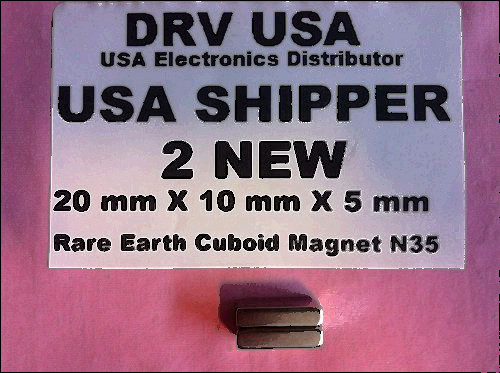 DRV USA
USA Electronics Distributor
USA SHIPPER
2 NEW
20 mm X 10 mm X 5 mm
Rare Earth Cuboid Magnet N35